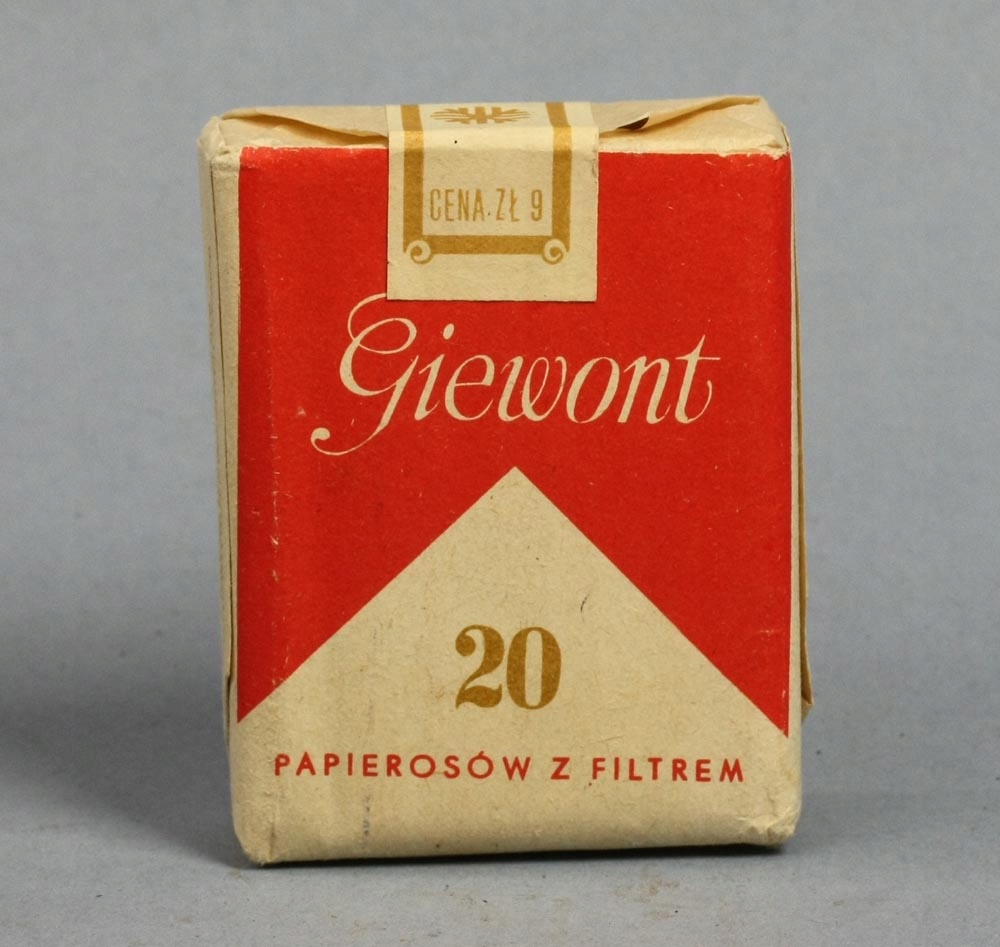 CENA·ZŁ 9
Giewont
20
PAPIEROSÓW Z FILTREM